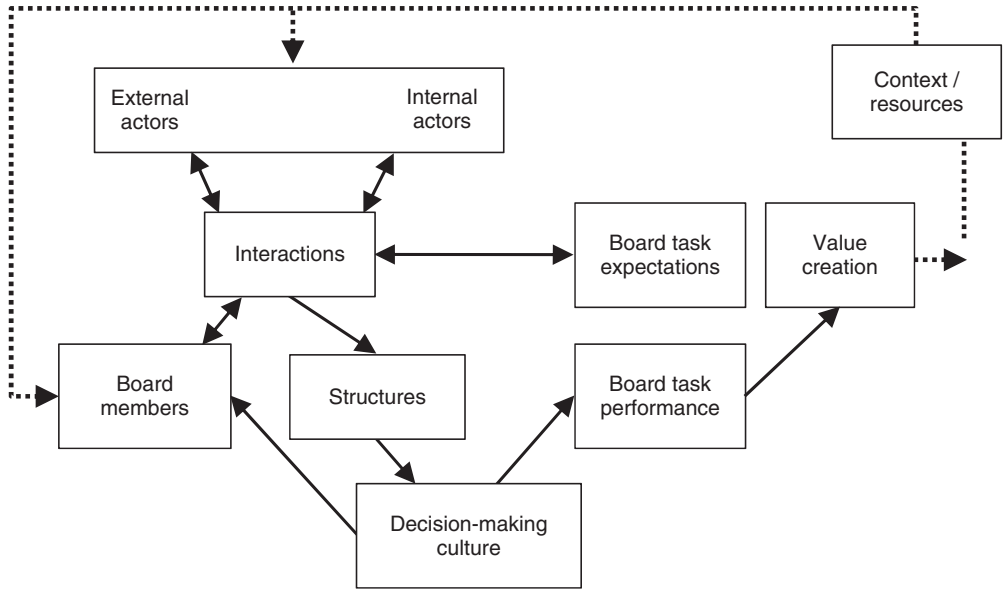 External
actors
Internal
actors
Context /
resources
Interactions
Board task
expectations
Value
creation
Board
members
Structures
Board task
performance
Decision-making
culture